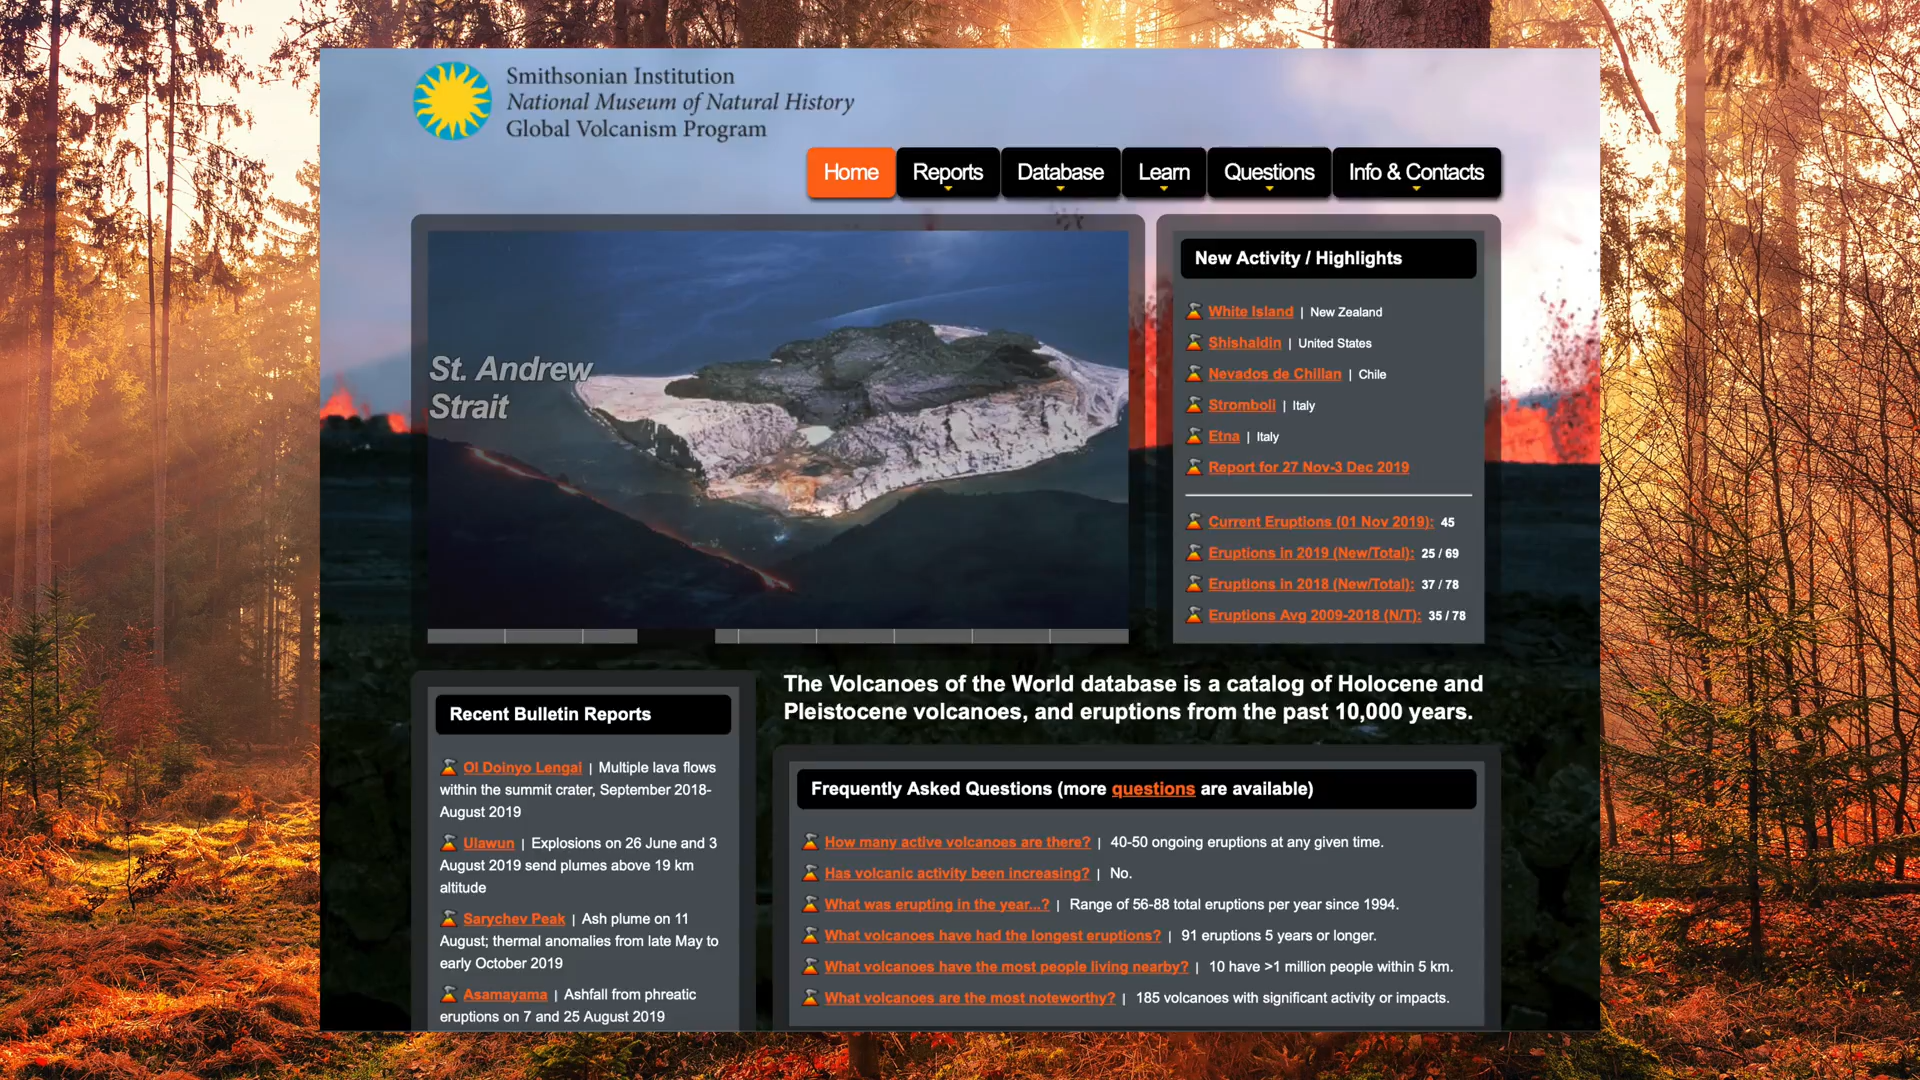 Smithsonian Institution
National Museum of Natural History
Global Volcanism Program
Home
Reports
Database
Learn
Questions
Info & Contacts
St. Andrew
Strait
New Activity / Highlights
White Island | New Zealand
Shishaldin | United States
Nevados de Chillan | Chile
Stromboli | Italy
Etna | Italy
Report for 27 Nov-3 Dec 2019
Current Eruptions (01 Nov 2019): 45
Eruptions in 2019 (New/Total): 25 / 69
Eruptions in 2018 (New/Total): 37 / 78
Eruptions Avg 2009-2018 (N/T): 35 / 78
Recent Bulletin Reports
Ol Doinyo Lengai | Multiple lava flows
within the summit crater, September 2018-
August 2019
Ulawun | Explosions on 26 June and 3
August 2019 send plumes above 19 km
altitude
Sarychev Peak | Ash plume on 11
August; thermal anomalies from late May to
early October 2019
Asamayama | Ashfall from phreatic
eruptions on 7 and 25 August 2019
The Volcanoes of the World database is a catalog of Holocene and
Pleistocene volcanoes, and eruptions from the past 10,000 years.
Frequently Asked Questions (more questions are available)
How many active volcanoes are there? | 40-50 ongoing eruptions at any given time.
Has volcanic activity been increasing? | No.
What was erupting in the year...? | Range of 56-88 total eruptions per year since 1994.
What volcanoes have had the longest eruptions? | 91 eruptions 5 years or longer.
What volcanoes have the most people living nearby? | 10 have >1 million people within 5 km.
What volcanoes are the most noteworthy? | 185 volcanoes with significant activity or impacts.